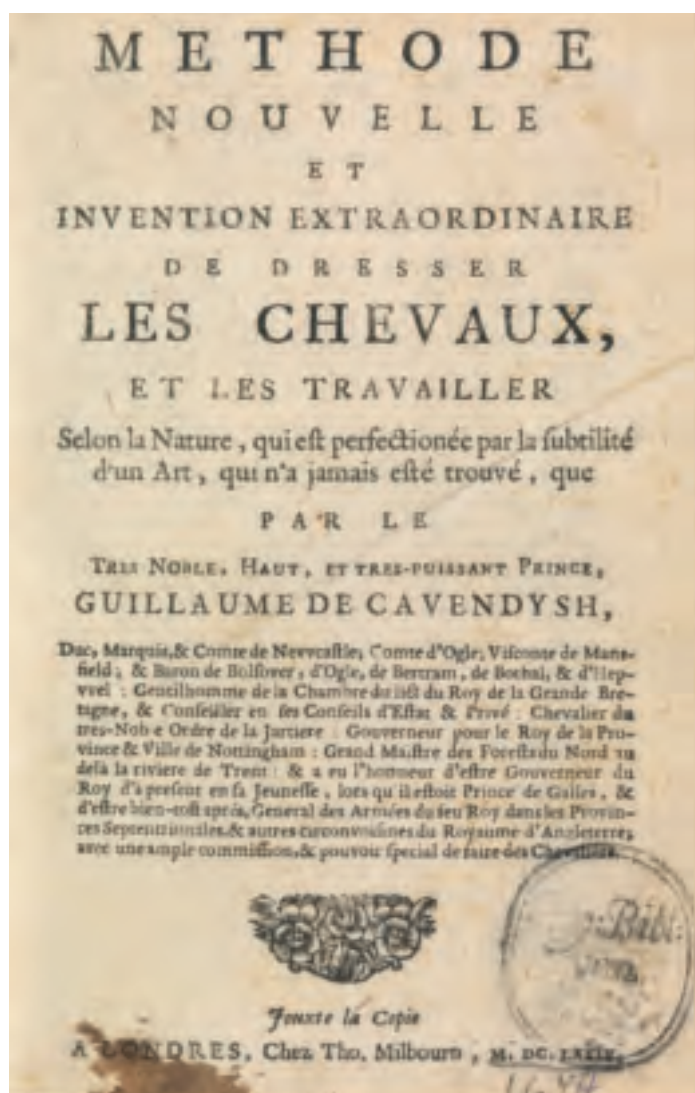 METHODE
NOUVELLE
ET
INVENTION EXTRAORDINAIRE
DE DRESSER
LES CHEVAUX,
ET LES TRAVAILLER
Selon la Nature, qui eſt perfectionée par la ſubtilité
d'un Art, qui n'a jamais eſté trouvé, que
PAR LE
TRES NOBLE, HAUT, ET TRES-PUISSANT PRINCE,
GUILLAUME DE CAVENDYSH,
Duc, Marquis, & Comte de Nevvcaſtle; Comte d'Ogle; Viſconte de Mans-
field; & Baron de Bolſover, d'Ogle, de Bertram, de Bothal, & d'Hep-
vvel : Gentilhomme de la Chambre du Roy de la Grande Bre-
tagne, & Conſeiller en ſes Conſeils d'Eſtat & Privé : Chevalier du
tres-Noble Ordre de la Jartiere : Gouverneur pour le Roy de la Pro-
vince & Ville de Nottingham : Grand Maiſtre des Foreſts du Nord au
delà la riviere de Trent : & a eu l'honneur d'eſtre Gouverneur du
Roy d'à preſent en ſa Jeuneſſe, lors qu'il eſtoit Prince de Galles, &
d'eſtre bien-toſt aprés, General des Armées du feu Roy dans les Provin-
ces Septentrionales, & autres circonvoiſines du Royaume d'Angleterre;
avec une ample commiſſion, & pouvoir ſpecial de faire des Chevaliers.
Bibl:
Jouxte la Copie
A LONDRES, Chez Tho. Milbourn, M. DC. LXXIV.
1674